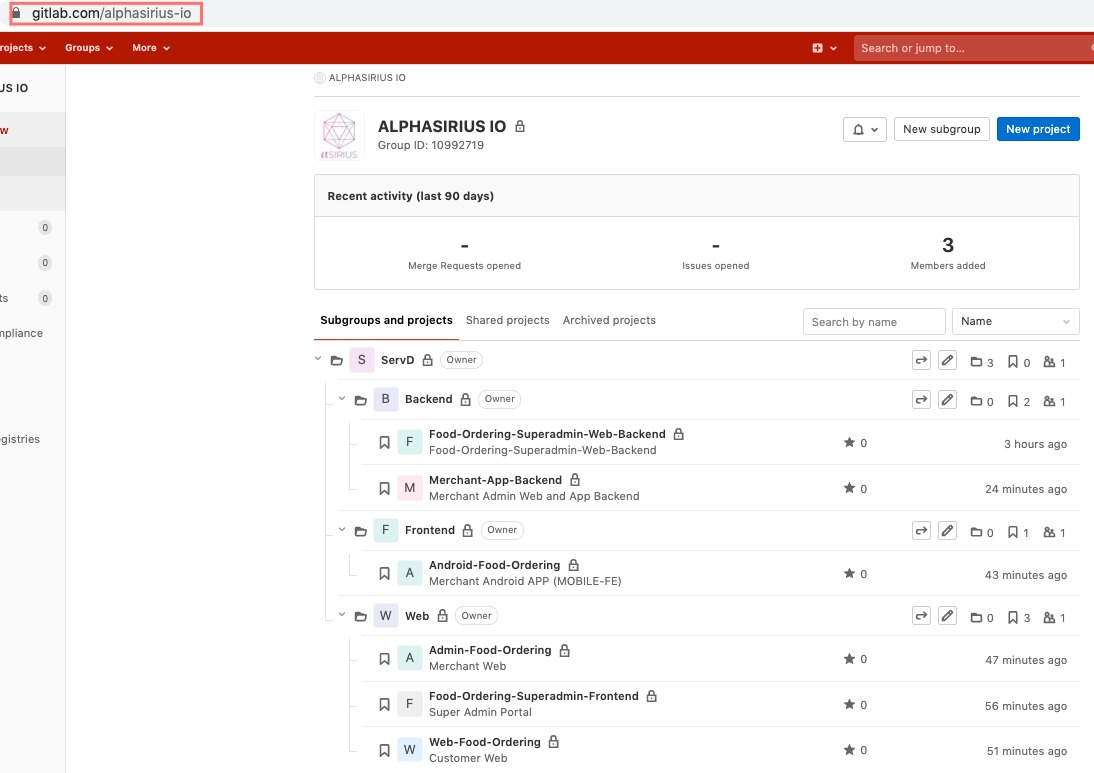 gitlab.com/alphasirius-io
rojects Groups More Search or jump to...
US IO
w
0
0
ts 0
mpliance
egistries
ALPHASIRIUS IO
αSIRIUS
ALPHASIRIUS IO
Group ID: 10992719
New subgroup New project
Recent activity (last 90 days)
- - 3
Merge Requests opened Issues opened Members added
Subgroups and projects Shared projects Archived projects Search by name Name
S ServD Owner 3 0 1
B Backend Owner 0 2 1
F Food-Ordering-Superadmin-Web-Backend 0 3 hours ago
Food-Ordering-Superadmin-Web-Backend
M Merchant-App-Backend 0 24 minutes ago
Merchant Admin Web and App Backend
F Frontend Owner 0 1 1
A Android-Food-Ordering 0 43 minutes ago
Merchant Android APP (MOBILE-FE)
W Web Owner 0 3 1
A Admin-Food-Ordering 0 47 minutes ago
Merchant Web
F Food-Ordering-Superadmin-Frontend 0 56 minutes ago
Super Admin Portal
W Web-Food-Ordering 0 51 minutes ago
Customer Web